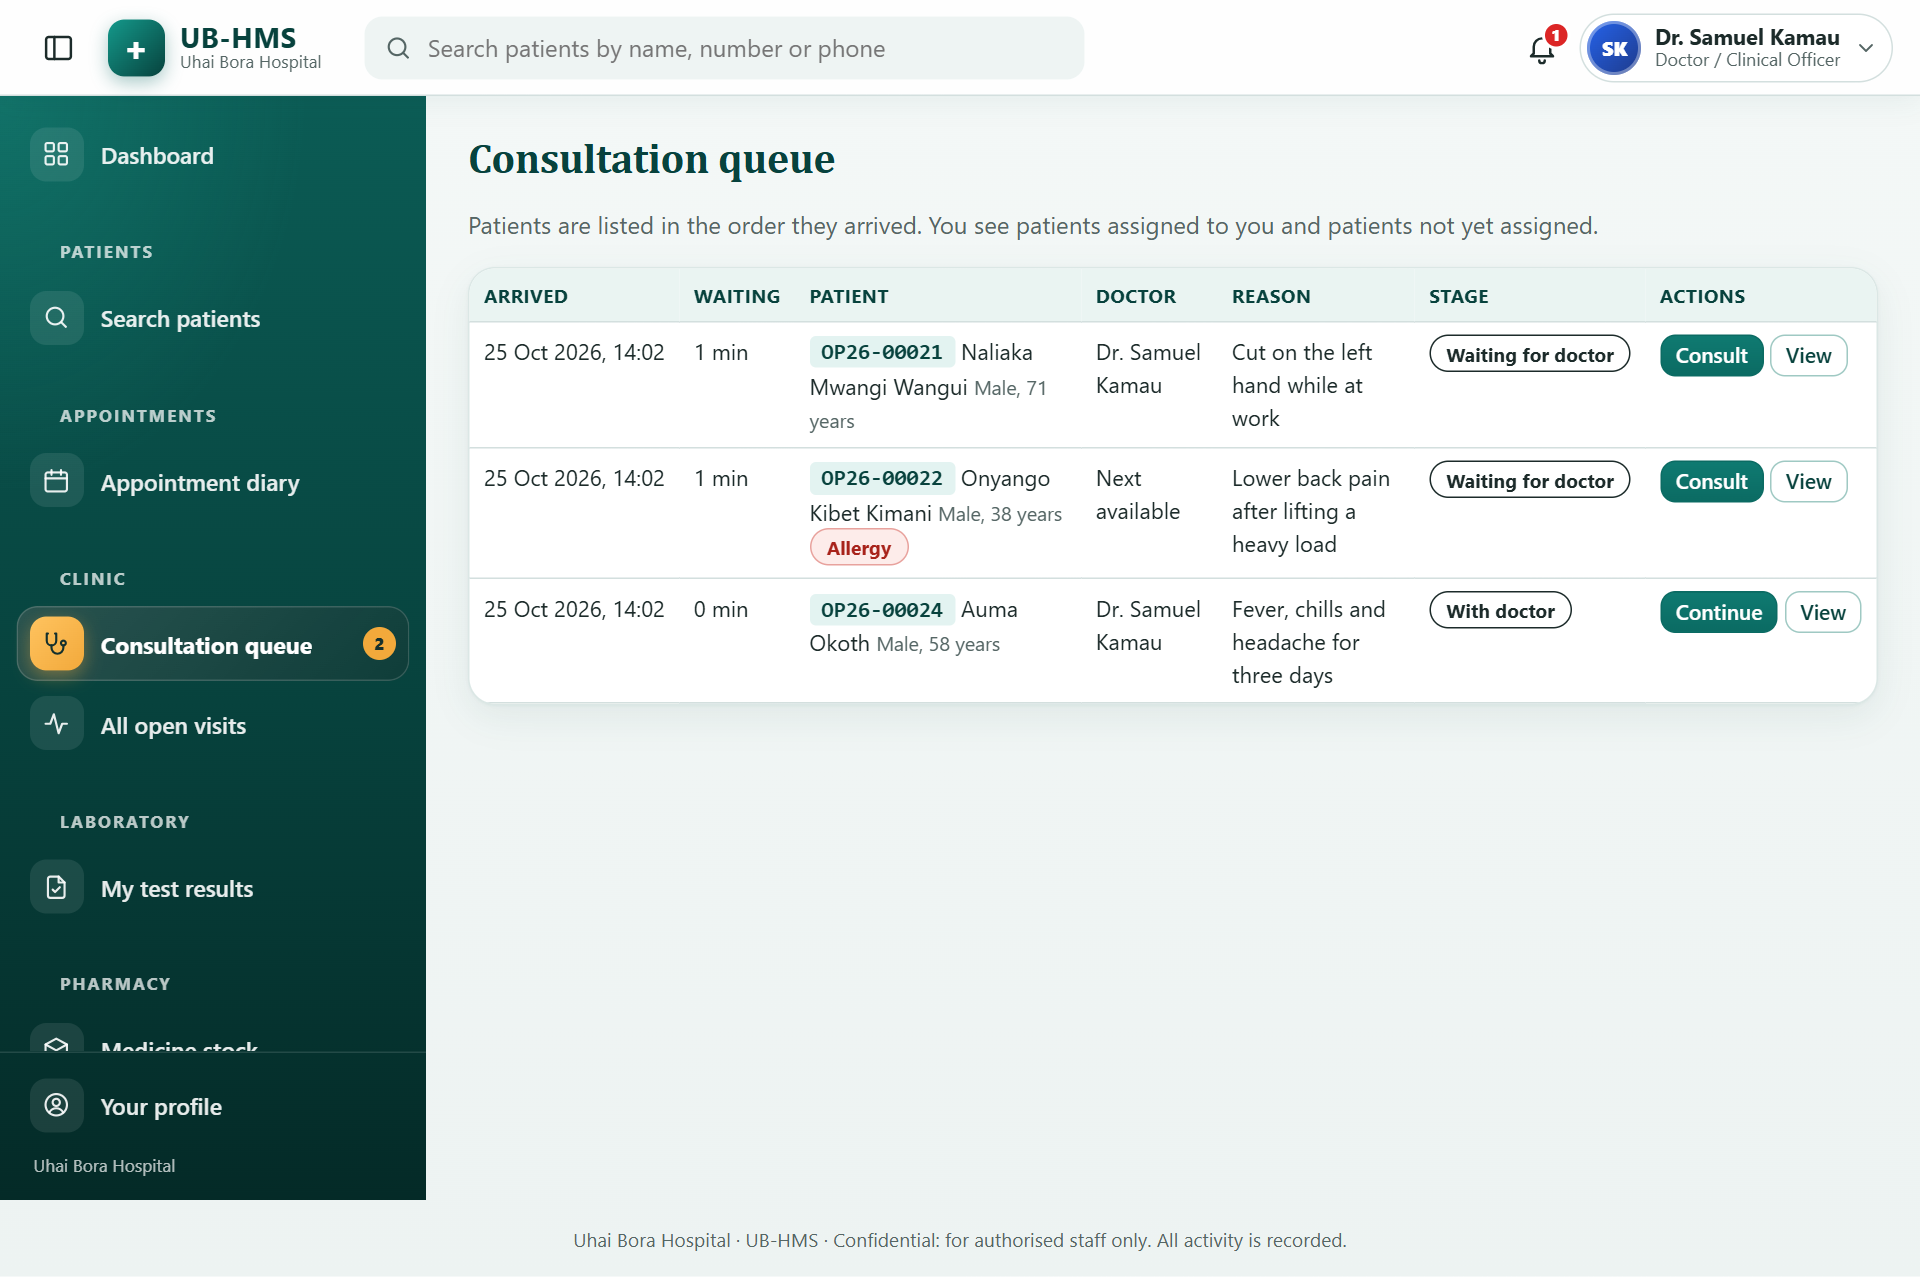 UB-HMS
Uhai Bora Hospital
Search patients by name, number or phone
1
SK
Dr. Samuel Kamau
Doctor / Clinical Officer
Dashboard
PATIENTS
Search patients
APPOINTMENTS
Appointment diary
CLINIC
Consultation queue 2
All open visits
LABORATORY
My test results
PHARMACY
Medicine stock
Your profile
Uhai Bora Hospital
Consultation queue
Patients are listed in the order they arrived. You see patients assigned to you and patients not yet assigned.
ARRIVED WAITING PATIENT DOCTOR REASON STAGE ACTIONS
25 Oct 2026, 14:02 1 min OP26-00021 Naliaka Dr. Samuel Cut on the left Waiting for doctor Consult View
Mwangi Wangui Male, 71 Kamau hand while at
years work
25 Oct 2026, 14:02 1 min OP26-00022 Onyango Next Lower back pain Waiting for doctor Consult View
Kibet Kimani Male, 38 years available after lifting a
Allergy heavy load
25 Oct 2026, 14:02 0 min OP26-00024 Auma Dr. Samuel Fever, chills and With doctor Continue View
Okoth Male, 58 years Kamau headache for
three days
Uhai Bora Hospital · UB-HMS · Confidential: for authorised staff only. All activity is recorded.